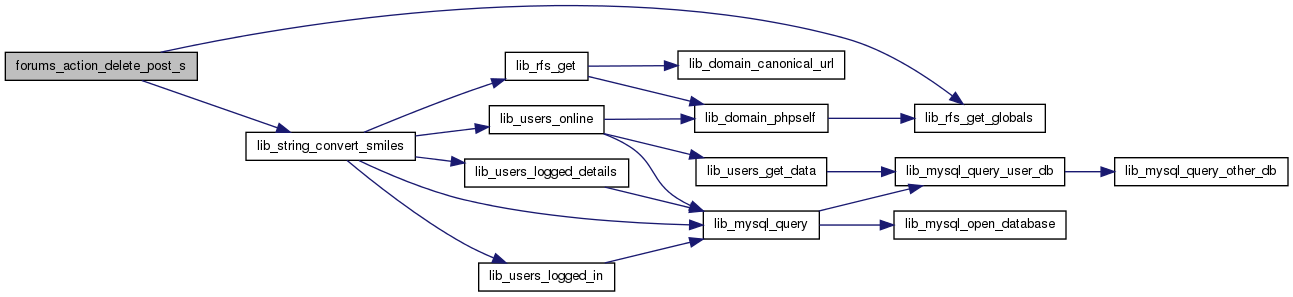 forums_action_delete_post_s
lib_string_convert_smiles
lib_rfs_get
lib_users_online
lib_users_logged_details
lib_users_logged_in
lib_domain_canonical_url
lib_domain_phpself
lib_users_get_data
lib_mysql_query
lib_rfs_get_globals
lib_mysql_query_user_db
lib_mysql_open_database
lib_mysql_query_other_db